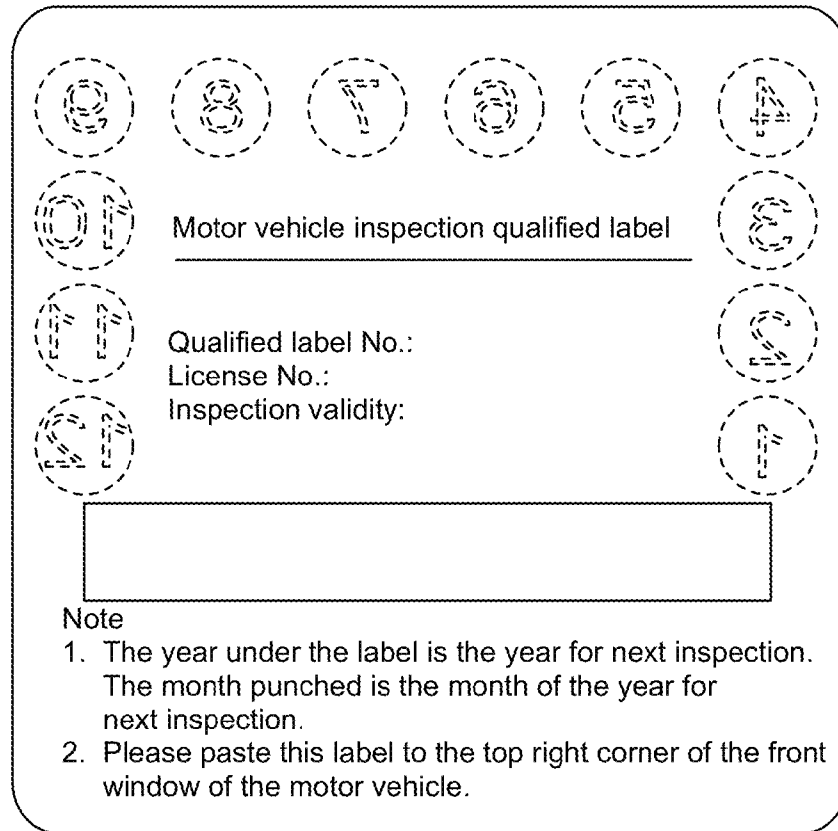 9 8 7 6 5 4
10 Motor vehicle inspection qualified label 3
11 2
Qualified label No.:
License No.:
Inspection validity:
12 1
Note
1. The year under the label is the year for next inspection.
The month punched is the month of the year for
next inspection.
2. Please paste this label to the top right corner of the front
window of the motor vehicle.